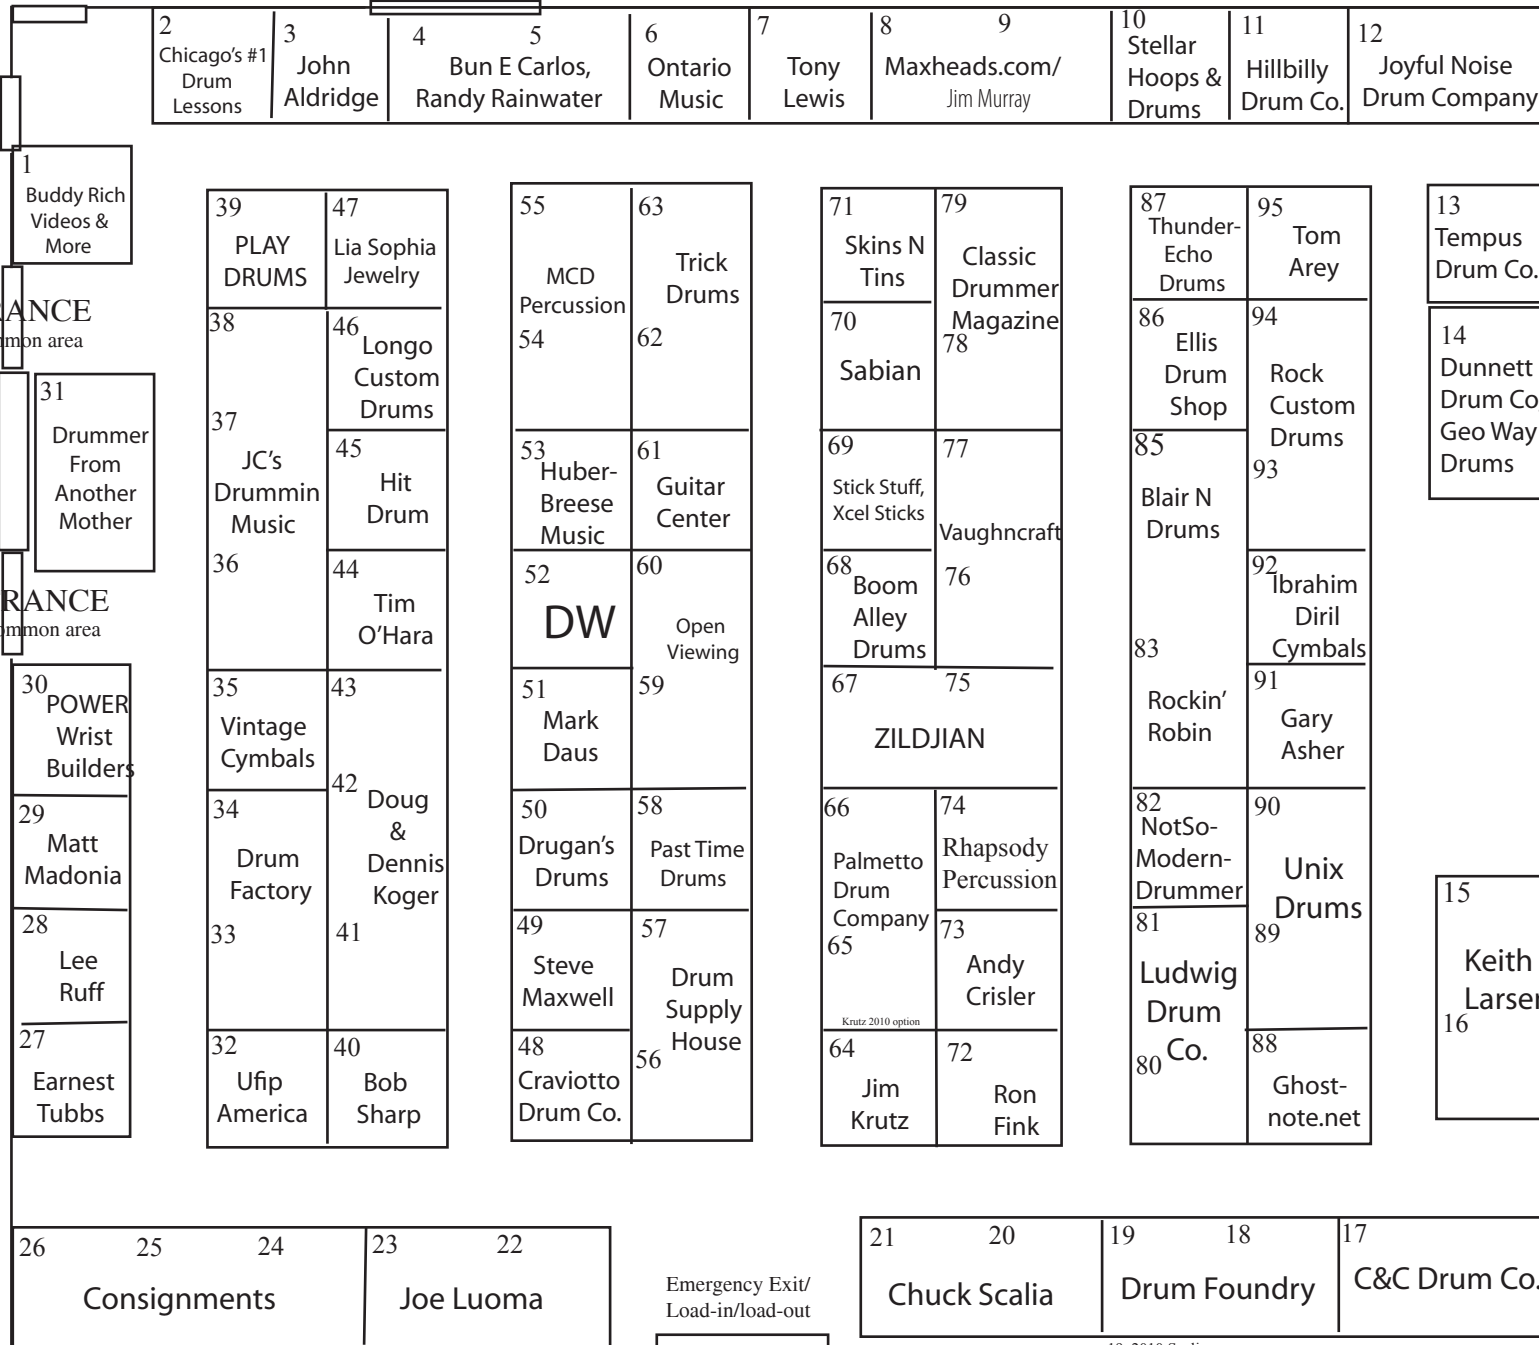 2
Chicago's #1
Drum
Lessons
3
John
Aldridge
4 5
Bun E Carlos,
Randy Rainwater
6
Ontario
Music
7
Tony
Lewis
8 9
Maxheads.com/
Jim Murray
10
Stellar
Hoops &
Drums
11
Hillbilly
Drum Co.
12
Joyful Noise
Drum Company
1
Buddy Rich
Videos &
More
RANCE
mmon area
31
Drummer
From
Another
Mother
RANCE
ommon area
30
POWER
Wrist
Builders
29
Matt
Madonia
28
Lee
Ruff
27
Earnest
Tubbs
39
PLAY
DRUMS
38
37
JC's
Drummin
Music
36
35
Vintage
Cymbals
34
Drum
Factory
33
32
Ufip
America
47
Lia Sophia
Jewelry
46
Longo
Custom
Drums
45
Hit
Drum
44
Tim
O'Hara
43
42
Doug
&
Dennis
Koger
41
40
Bob
Sharp
55
MCD
Percussion
54
53
Huber-
Breese
Music
52
DW
51
Mark
Daus
50
Drugan's
Drums
49
Steve
Maxwell
48
Craviotto
Drum Co.
63
Trick
Drums
62
61
Guitar
Center
60
Open
Viewing
59
58
Past Time
Drums
57
Drum
Supply
House
56
71
Skins N
Tins
70
Sabian
69
Stick Stuff,
Xcel Sticks
68
Boom
Alley
Drums
67 75
ZILDJIAN
66
Palmetto
Drum
Company
65
Krutz 2010 option
64
Jim
Krutz
79
Classic
Drummer
Magazine
78
77
Vaughncraft
76
74
Rhapsody
Percussion
73
Andy
Crisler
72
Ron
Fink
87
Thunder-
Echo
Drums
86
Ellis
Drum
Shop
85
Blair N
Drums
83
Rockin'
Robin
82
NotSo-
Modern-
Drummer
81
Ludwig
Drum
Co.
80
95
Tom
Arey
94
Rock
Custom
Drums
93
92
Ibrahim
Diril
Cymbals
91
Gary
Asher
90
Unix
Drums
89
88
Ghost-
note.net
13
Tempus
Drum Co.
14
Dunnett
Drum Co
Geo Way
Drums
15
Keith
Larsen
16
26 25 24
Consignments
23 22
Joe Luoma
Emergency Exit/
Load-in/load-out
21 20
Chuck Scalia
19 18
Drum Foundry
17
C&C Drum Co.